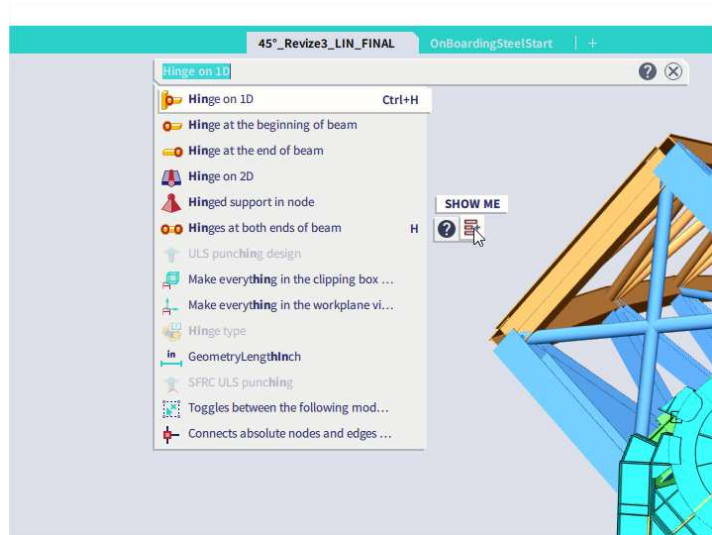 45°_Revize3_LIN_FINAL OnBoardingSteelStart +
Hinge on 1D ?
Hinge on 1D Ctrl+H
Hinge at the beginning of beam
Hinge at the end of beam
Hinge on 2D
Hinged support in node
SHOW ME
Hinges at both ends of beam H ?
ULS punching design
Make everything in the clipping box ...
Make everything in the workplane vi...
Hinge type
in GeometryLengthInch
SFRC ULS punching
Toggles between the following mod...
Connects absolute nodes and edges ...